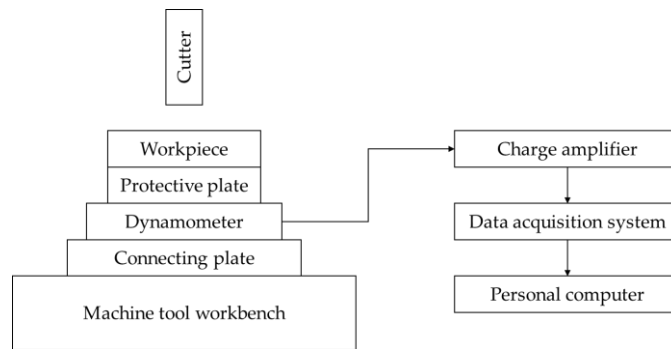 Cutter
Workpiece
Protective plate
Dynamometer
Connecting plate
Machine tool workbench
Charge amplifier
Data acquisition system
Personal computer